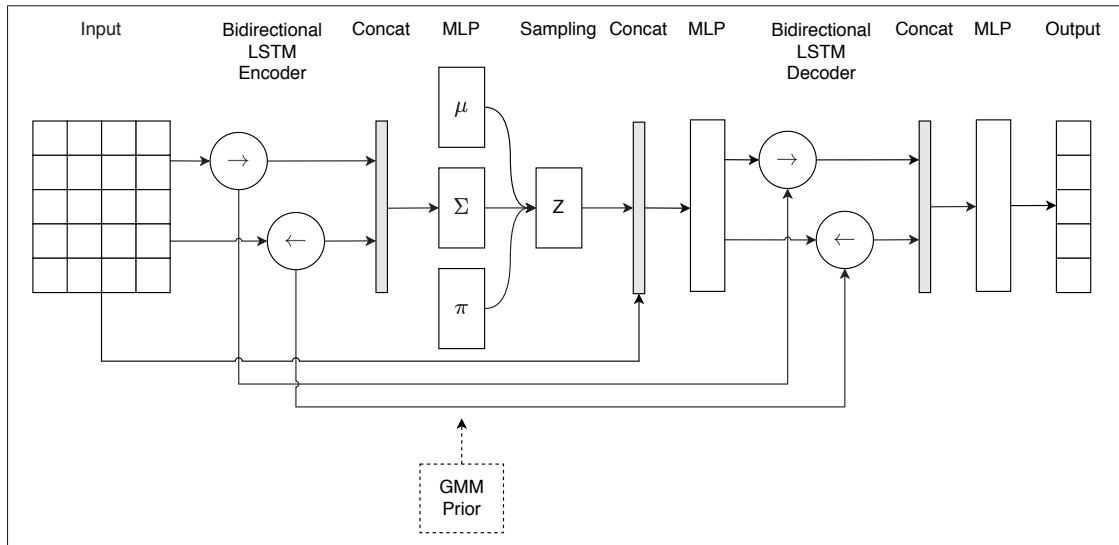 Input
Bidirectional
LSTM
Encoder
Concat
MLP
Sampling
Concat
MLP
Bidirectional
LSTM
Decoder
Concat
MLP
Output
μ
→
→
Σ
z
←
←
π
GMM
Prior